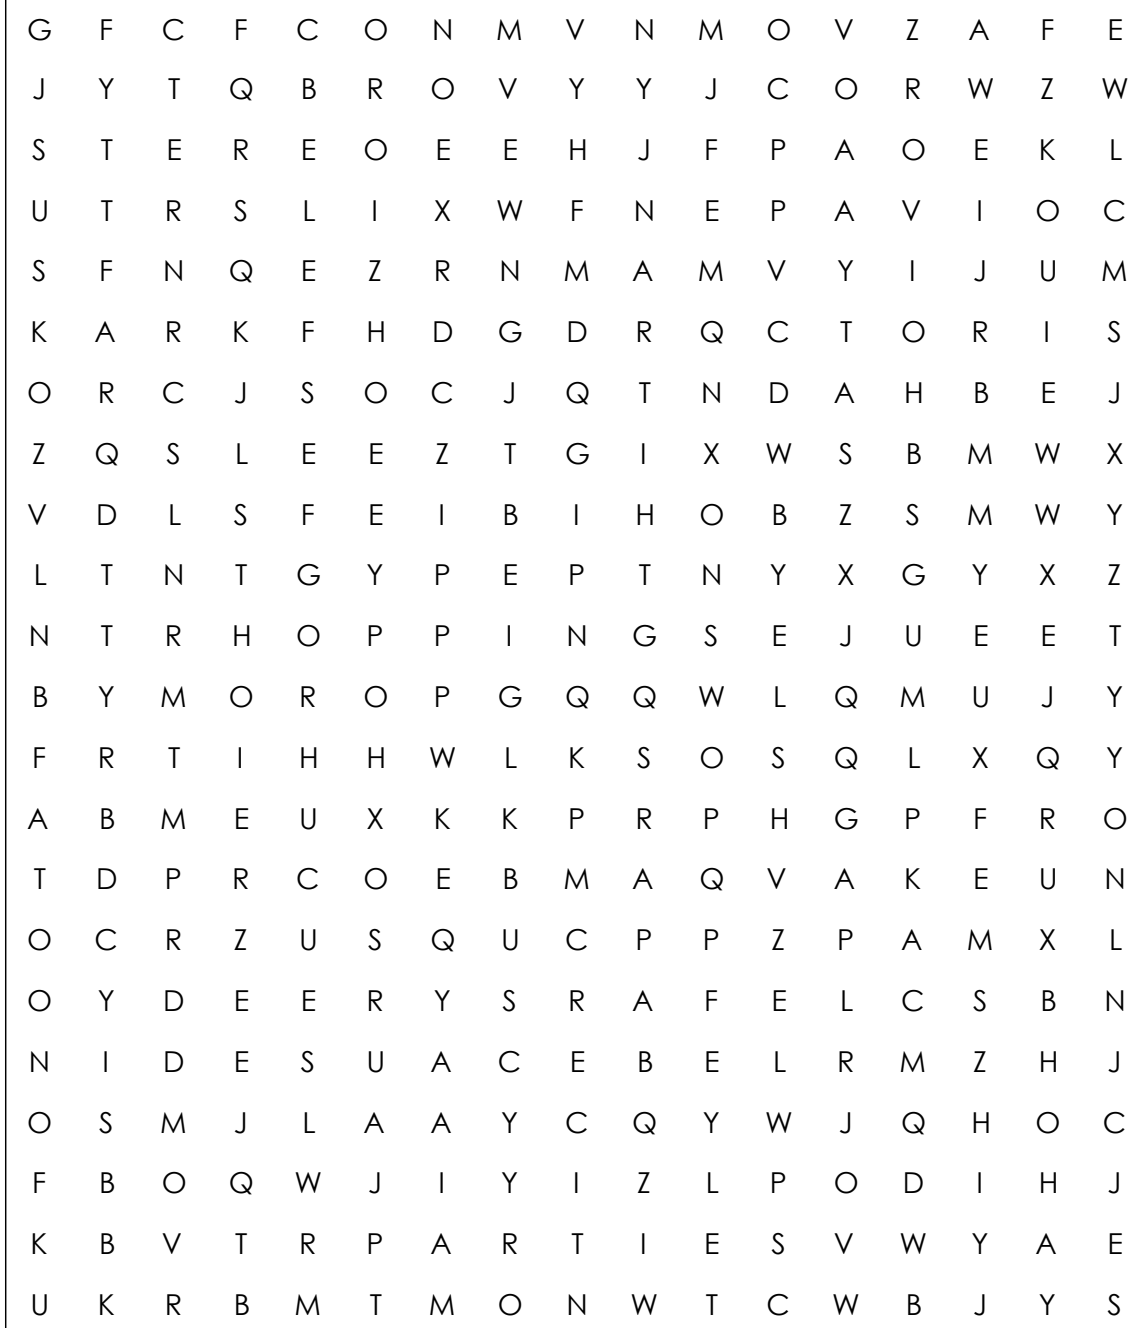 G F C F C O N M V N M O V Z A F E
J Y T Q B R O V Y Y J C O R W Z W
S T E R E O E E H J F P A O E K L
U T R S L I X W F N E P A V I O C
S F N Q E Z R N M A M V Y I J U M
K A R K F H D G D R Q C T O R I S
O R C J S O C J Q T N D A H B E J
Z Q S L E E Z T G I X W S B M W X
V D L S F E I B I H O B Z S M W Y
L T N T G Y P E P T N Y X G Y X Z
N T R H O P P I N G S E J U E E T
B Y M O R O P G Q Q W L Q M U J Y
F R T I H H W L K S O S Q L X Q Y
A B M E U X K K P R P H G P F R O
T D P R C O E B M A Q V A K E U N
O C R Z U S Q U C P P Z P A M X L
O Y D E E R Y S R A F E L C S B N
N I D E S U A C E B E L R M Z H J
O S M J L A A Y C Q Y W J Q H O C
F B O Q W J I Y I Z L P O D I H J
K B V T R P A R T I E S V W Y A E
U K R B M T M O N W T C W B J Y S